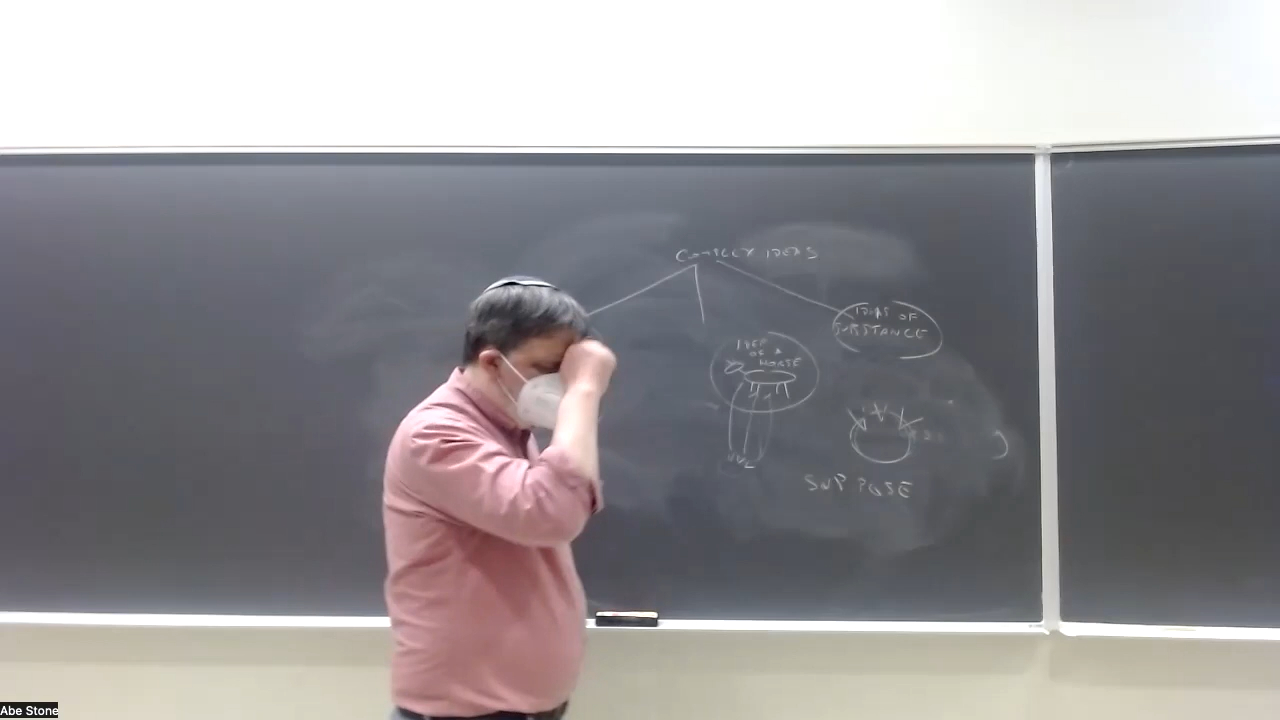 COMPLEX IDEAS
IDEAS OF
SUBSTANCE
IDEA
OF A
HORSE
SUPPOSE
Abe Stone